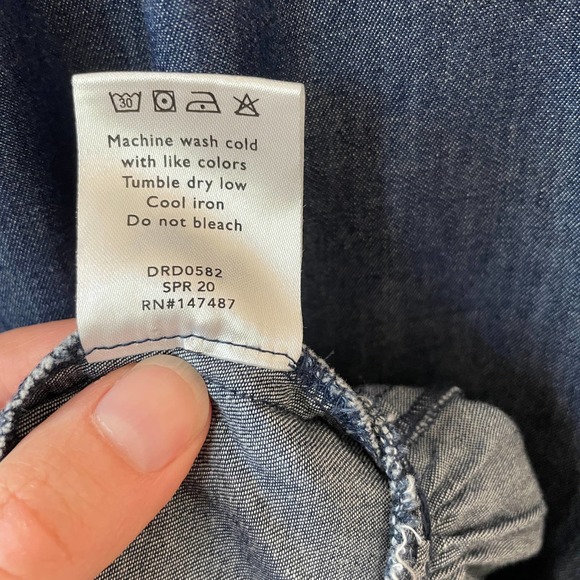 30
Machine wash cold
with like colors
Tumble dry low
Cool iron
Do not bleach
DRD0582
SPR 20
RN#147487